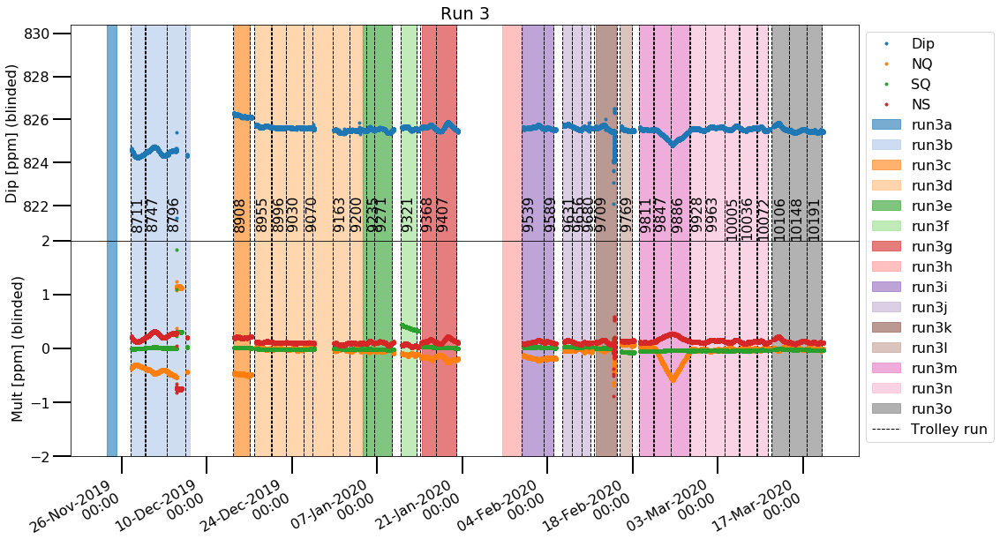 Run 3
Dip [ppm] (blinded)
830
828
826
824
822
8711
8747
8796
8908
8955
8996
9030
9070
9163
9200
9235
9271
9321
9368
9407
9539
9589
9631
9656
9680
9709
9769
9811
9847
9886
9928
9963
10005
10036
10072
10106
10148
10191
Mult [ppm] (blinded)
2
1
0
−1
−2
26-Nov-2019
00:00
10-Dec-2019
00:00
24-Dec-2019
00:00
07-Jan-2020
00:00
21-Jan-2020
00:00
04-Feb-2020
00:00
18-Feb-2020
00:00
03-Mar-2020
00:00
17-Mar-2020
00:00
Dip
NQ
SQ
NS
run3a
run3b
run3c
run3d
run3e
run3f
run3g
run3h
run3i
run3j
run3k
run3l
run3m
run3n
run3o
Trolley run